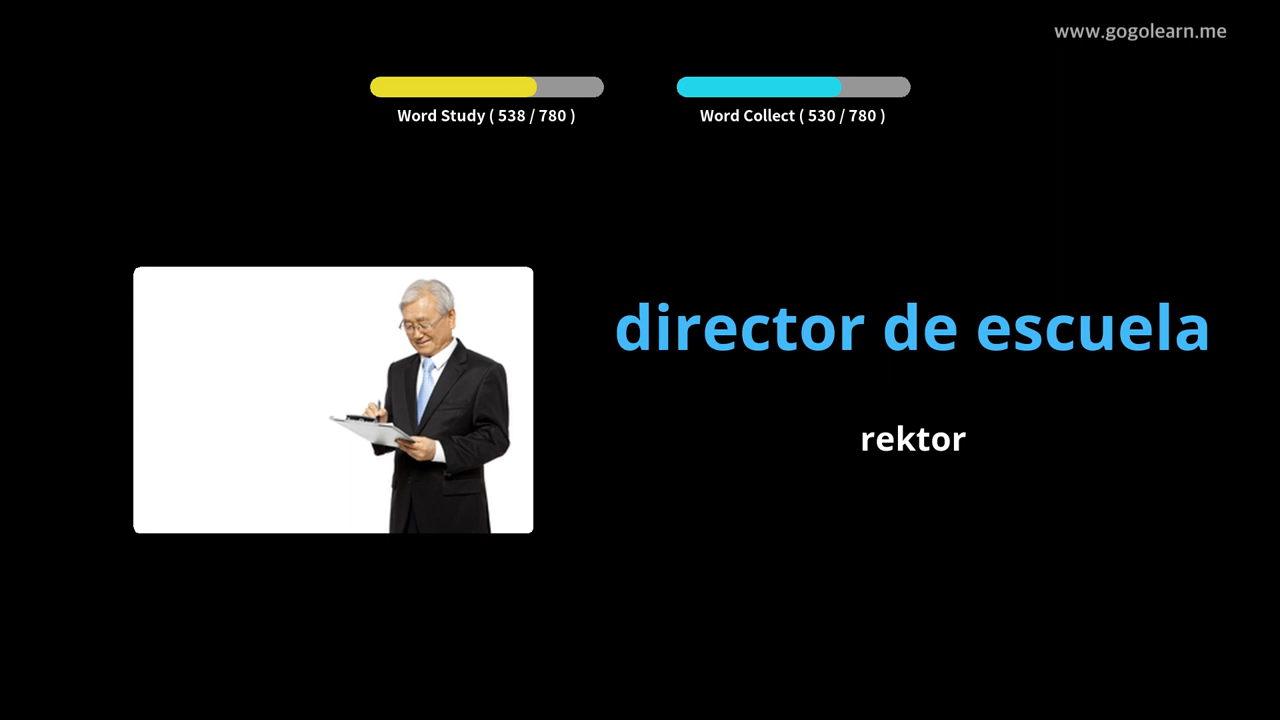 www.gogolearn.me
Word Study ( 538 / 780 )
Word Collect ( 530 / 780 )
director de escuela
rektor